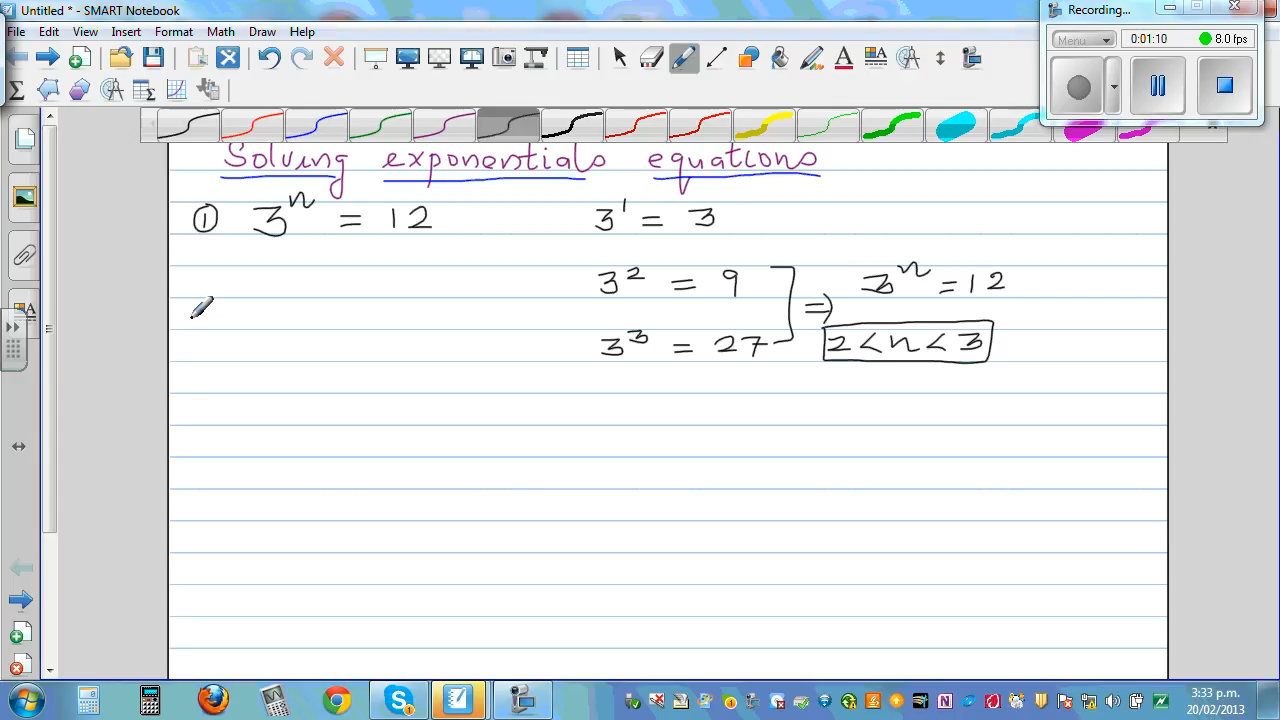 Untitled * - SMART Notebook
Recording...
File Edit View Insert Format Math Draw Help
Menu
0:01:10
8.0 fps
Solving exponentials equations
① 3ⁿ = 12
3¹ = 3
3² = 9
3ⁿ = 12
⇒
3³ = 27
2 < n < 3
3:33 p.m.
20/02/2013